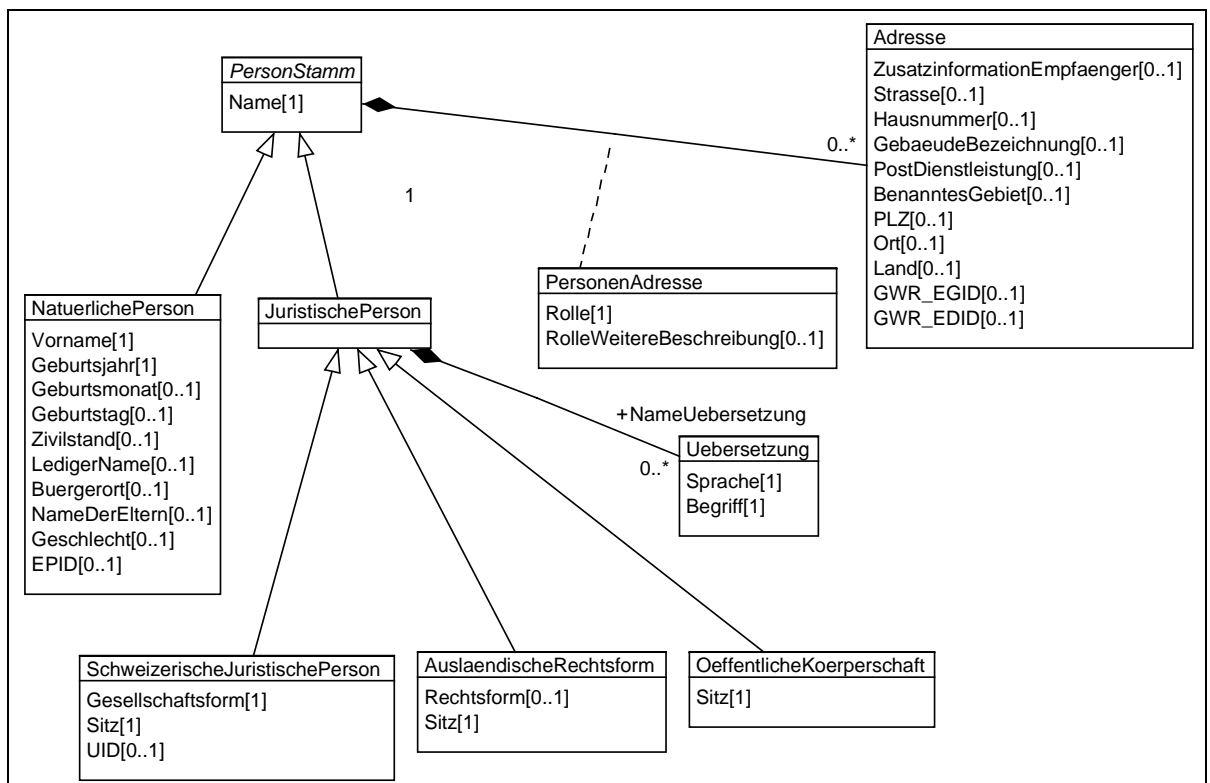 PersonStamm
Name[1]
Adresse
ZusatzinformationEmpfaenger[0..1]
Strasse[0..1]
Hausnummer[0..1]
GebaeudeBezeichnung[0..1]
PostDienstleistung[0..1]
BenanntesGebiet[0..1]
PLZ[0..1]
Ort[0..1]
Land[0..1]
GWR_EGID[0..1]
GWR_EDID[0..1]
0..*
1
PersonenAdresse
Rolle[1]
RolleWeitereBeschreibung[0..1]
NatuerlichePerson
Vorname[1]
Geburtsjahr[1]
Geburtsmonat[0..1]
Geburtstag[0..1]
Zivilstand[0..1]
LedigerName[0..1]
Buergerort[0..1]
NameDerEltern[0..1]
Geschlecht[0..1]
EPID[0..1]
JuristischePerson
+NameUebersetzung
0..*
Uebersetzung
Sprache[1]
Begriff[1]
SchweizerischeJuristischePerson
Gesellschaftsform[1]
Sitz[1]
UID[0..1]
AuslaendischeRechtsform
Rechtsform[0..1]
Sitz[1]
OeffentlicheKoerperschaft
Sitz[1]